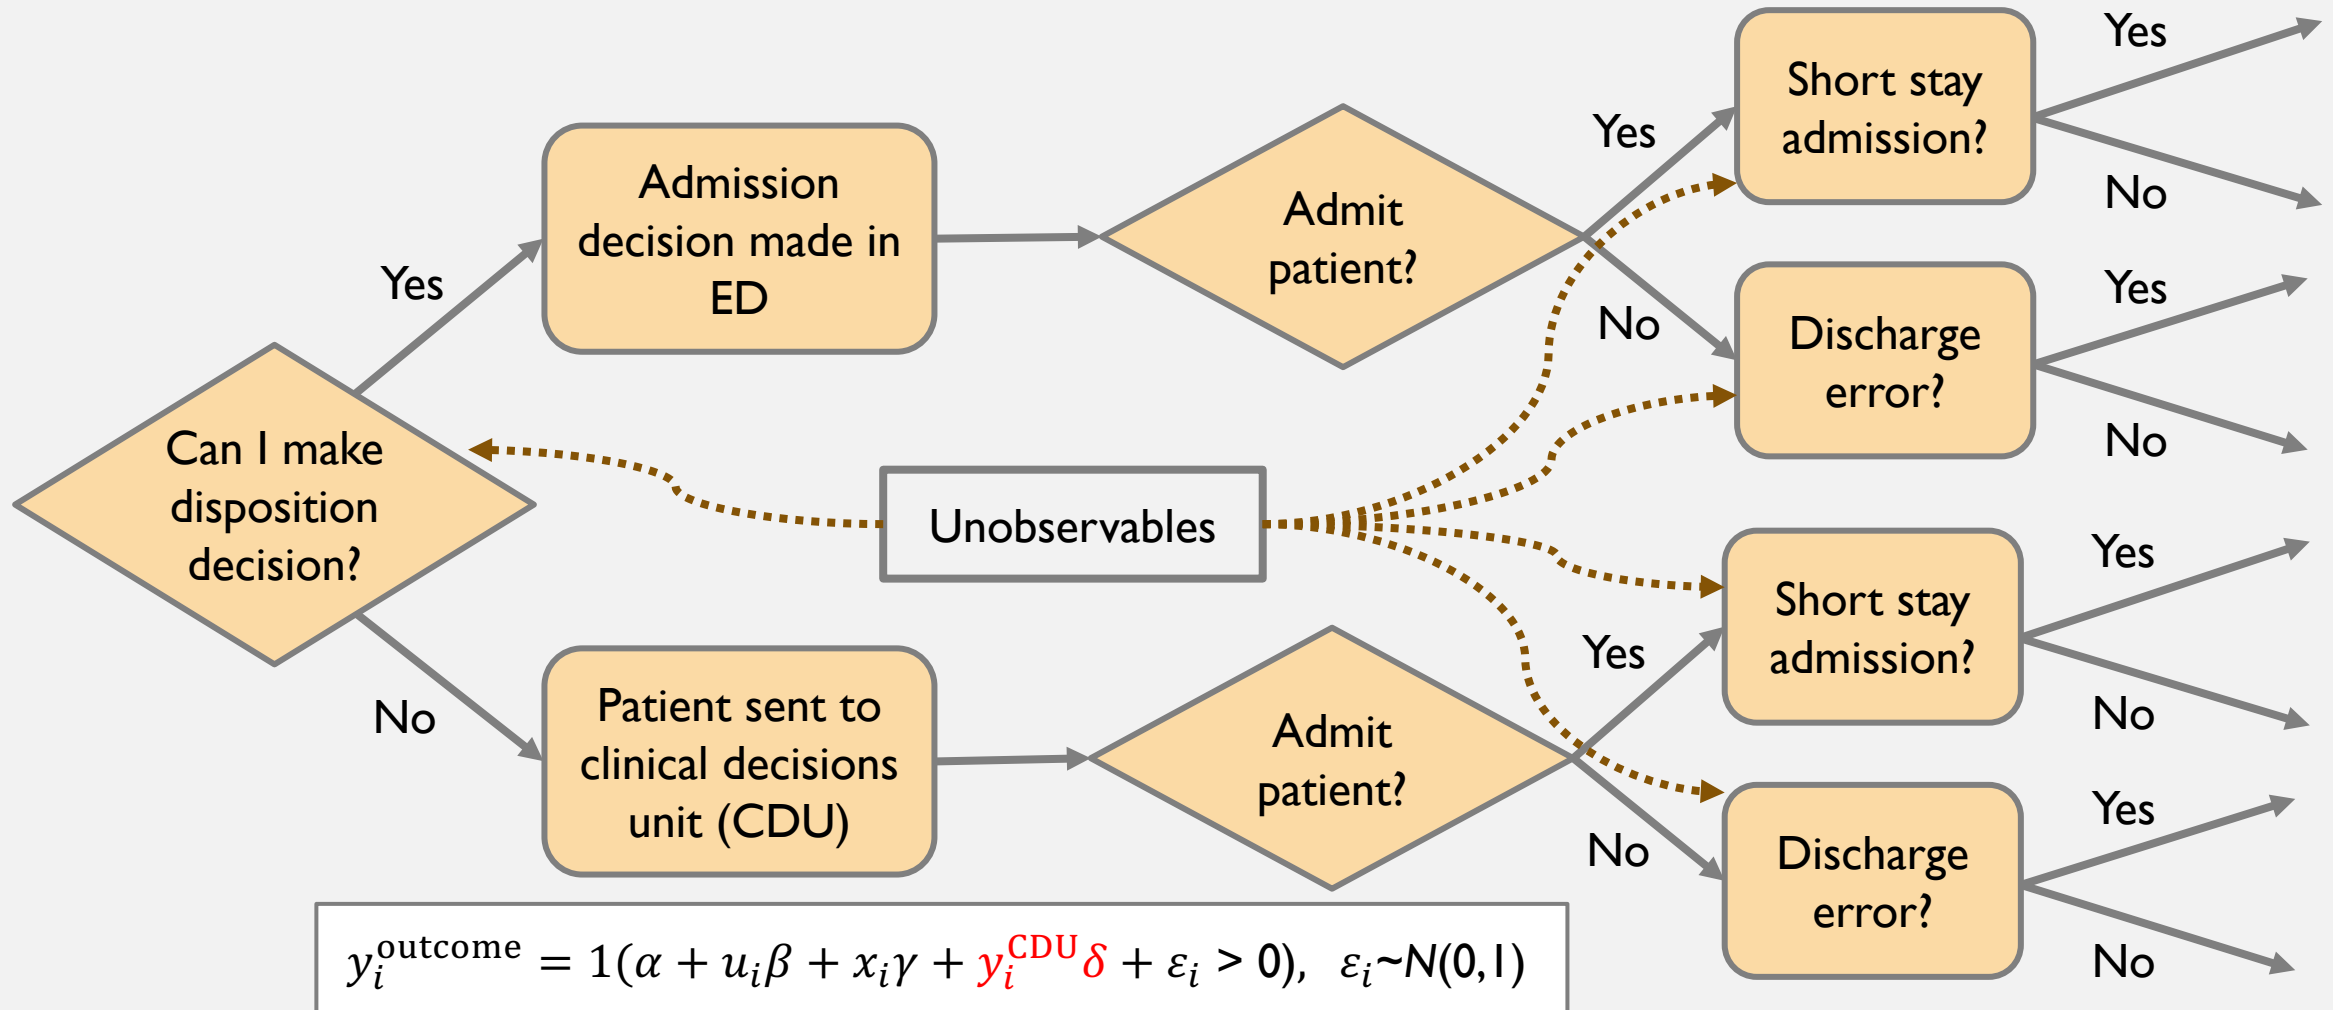 Can I make
disposition
decision?
Yes
No
Admission
decision made in
ED
Patient sent to
clinical decisions
unit (CDU)
Unobservables
Admit
patient?
Yes
No
Admit
patient?
Yes
No
Short stay
admission?
Yes
No
Discharge
error?
Yes
No
Short stay
admission?
Yes
No
Discharge
error?
Yes
No
y_i^outcome = 1(α + u_iβ + x_iγ + y_i^CDU δ + ε_i > 0), ε_i~N(0,1)